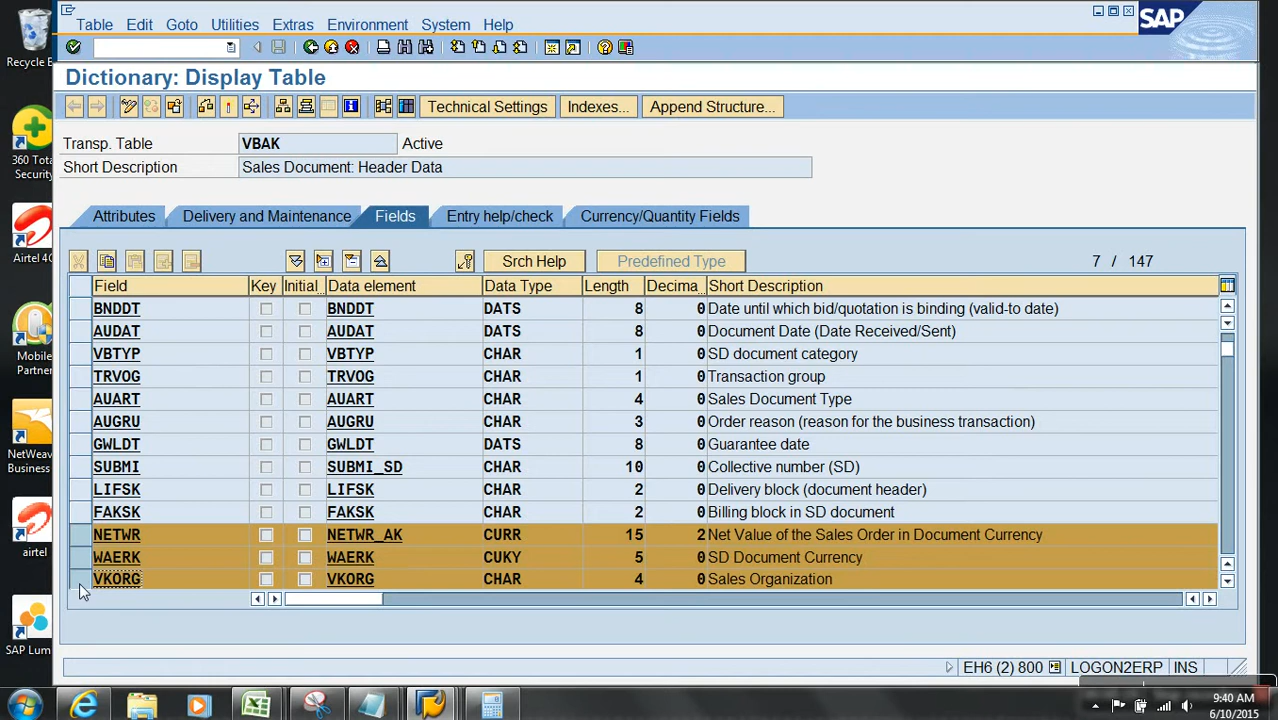 Table Edit Goto Utilities Extras Environment System Help
SAP
Dictionary: Display Table
Technical Settings Indexes... Append Structure...
Transp. Table VBAK Active
Short Description Sales Document: Header Data
Attributes Delivery and Maintenance Fields Entry help/check Currency/Quantity Fields
Srch Help Predefined Type 7 / 147
Field Key Initial... Data element Data Type Length Decima... Short Description
BNDDT BNDDT DATS 8 0 Date until which bid/quotation is binding (valid-to date)
AUDAT AUDAT DATS 8 0 Document Date (Date Received/Sent)
VBTYP VBTYP CHAR 1 0 SD document category
TRVOG TRVOG CHAR 1 0 Transaction group
AUART AUART CHAR 4 0 Sales Document Type
AUGRU AUGRU CHAR 3 0 Order reason (reason for the business transaction)
GWLDT GWLDT DATS 8 0 Guarantee date
SUBMI SUBMI_SD CHAR 10 0 Collective number (SD)
LIFSK LIFSK CHAR 2 0 Delivery block (document header)
FAKSK FAKSK CHAR 2 0 Billing block in SD document
NETWR NETWR_AK CURR 15 2 Net Value of the Sales Order in Document Currency
WAERK WAERK CUKY 5 0 SD Document Currency
VKORG VKORG CHAR 4 0 Sales Organization
EH6 (2) 800 LOGON2ERP INS
Recycle B
360 Tota
Security
Airtel 4G
Mobile
Partner
NetWeav
Business
airtel
SAP Lum
9:40 AM
6/10/2015